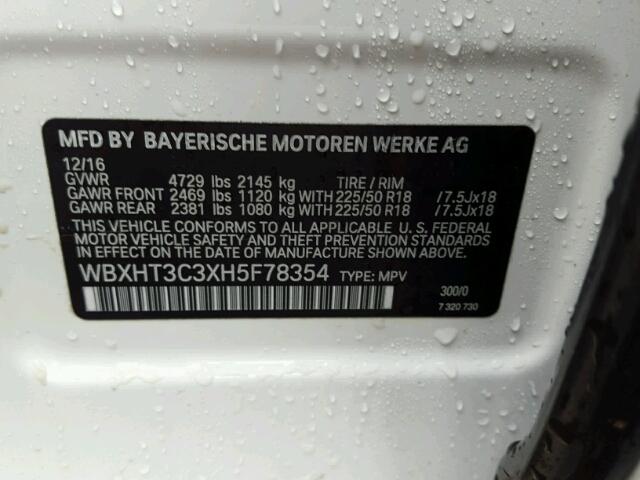 MFD BY BAYERISCHE MOTOREN WERKE AG
12/16
GVWR 4729 lbs 2145 kg TIRE / RIM
GAWR FRONT 2469 lbs 1120 kg WITH 225/50 R18 /7.5Jx18
GAWR REAR 2381 lbs 1080 kg WITH 225/50 R18 /7.5Jx18
THIS VEHICLE CONFORMS TO ALL APPLICABLE U. S. FEDERAL
MOTOR VEHICLE SAFETY AND THEFT PREVENTION STANDARDS
IN EFFECT ON THE DATE OF MANUFACTURE SHOWN ABOVE.
WBXHT3C3XH5F78354 TYPE: MPV
300/0
7 320 730